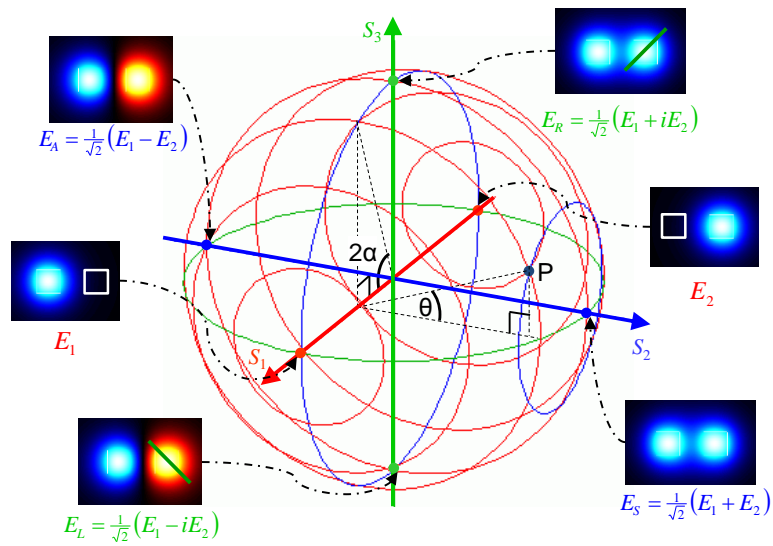 S₃
E_A = 1/√2 (E₁ − E₂)
E_R = 1/√2 (E₁ + iE₂)
2α
P
θ
E₁
E₂
S₁
S₂
E_L = 1/√2 (E₁ − iE₂)
E_S = 1/√2 (E₁ + E₂)